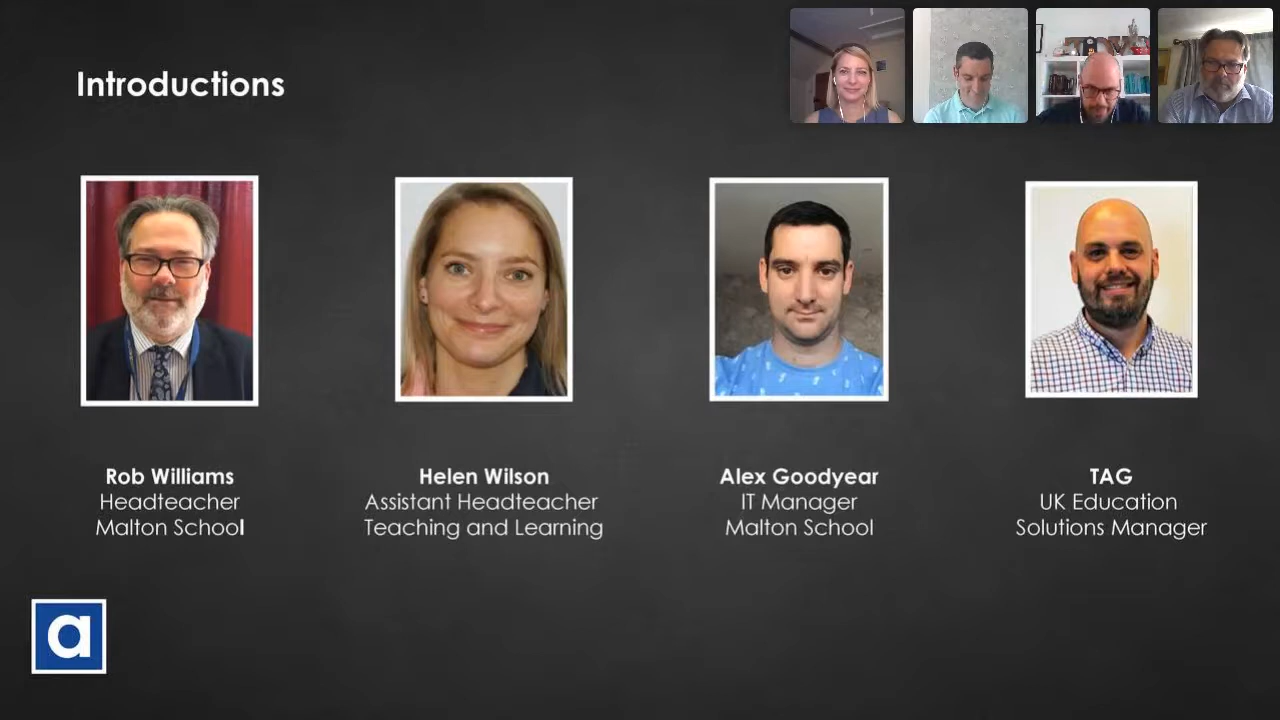 Introductions
Rob Williams
Headteacher
Malton School
Helen Wilson
Assistant Headteacher
Teaching and Learning
Alex Goodyear
IT Manager
Malton School
TAG
UK Education
Solutions Manager
a